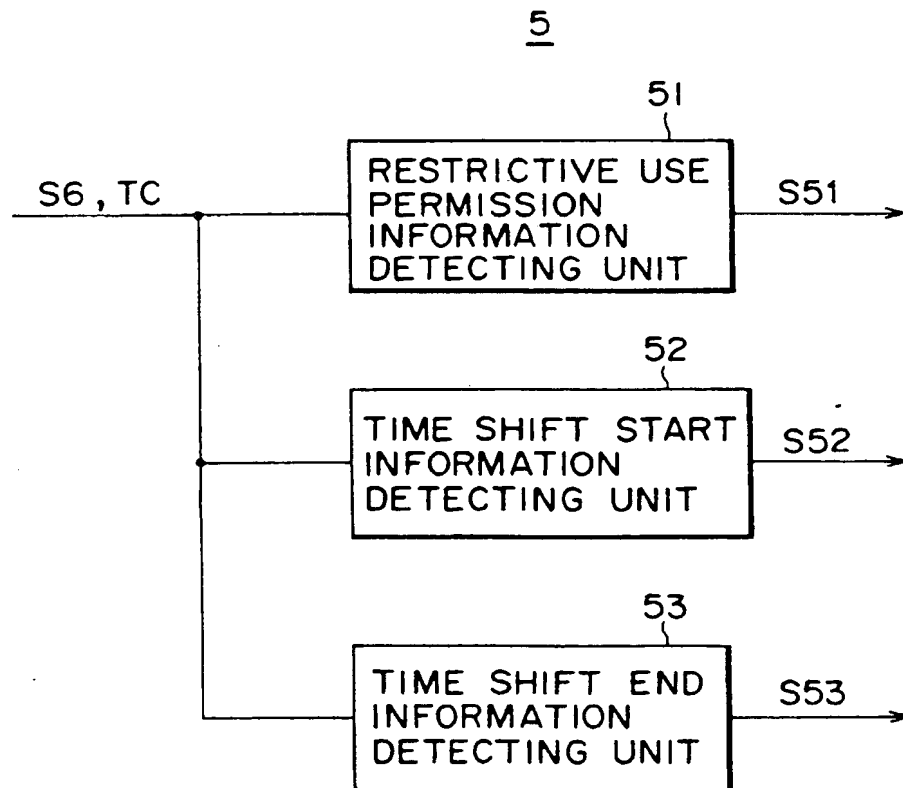 5
51
S6, TC
RESTRICTIVE USE
PERMISSION
INFORMATION
DETECTING UNIT
S51
52
TIME SHIFT START
INFORMATION
DETECTING UNIT
S52
53
TIME SHIFT END
INFORMATION
DETECTING UNIT
S53